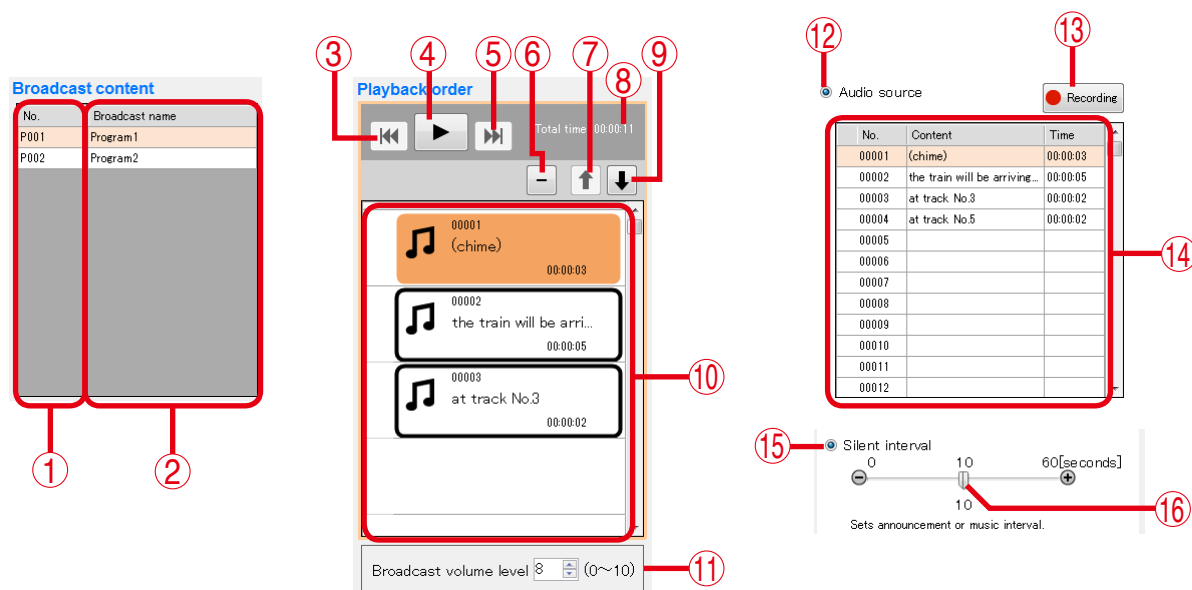 Broadcast content
No. Broadcast name
P001 Program1
P002 Program2
1
2
3
4
5
6
7
8
9
Playback order
Total time 00:00:11
−
00001
(chime)
00:00:03
00002
the train will be arri...
00:00:05
00003
at track No.3
00:00:02
10
Broadcast volume level 8 (0～10)
11
12
13
Audio source
Recording
No. Content Time
00001 (chime) 00:00:03
00002 the train will be arriving... 00:00:05
00003 at track No.3 00:00:02
00004 at track No.5 00:00:02
00005
00006
00007
00008
00009
00010
00011
00012
14
15
Silent interval
0 10 60[seconds]
10
16
Sets announcement or music interval.